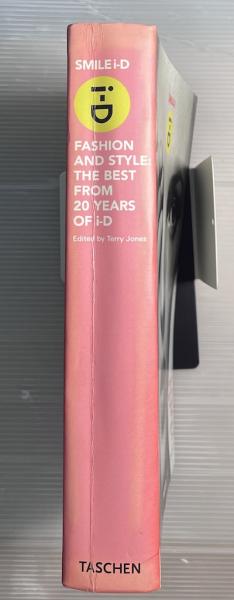 SMILE i-D
i-D
FASHION
AND STYLE:
THE BEST
FROM
20 YEARS
OF i-D
Edited by Terry Jones
TASCHEN
i-D